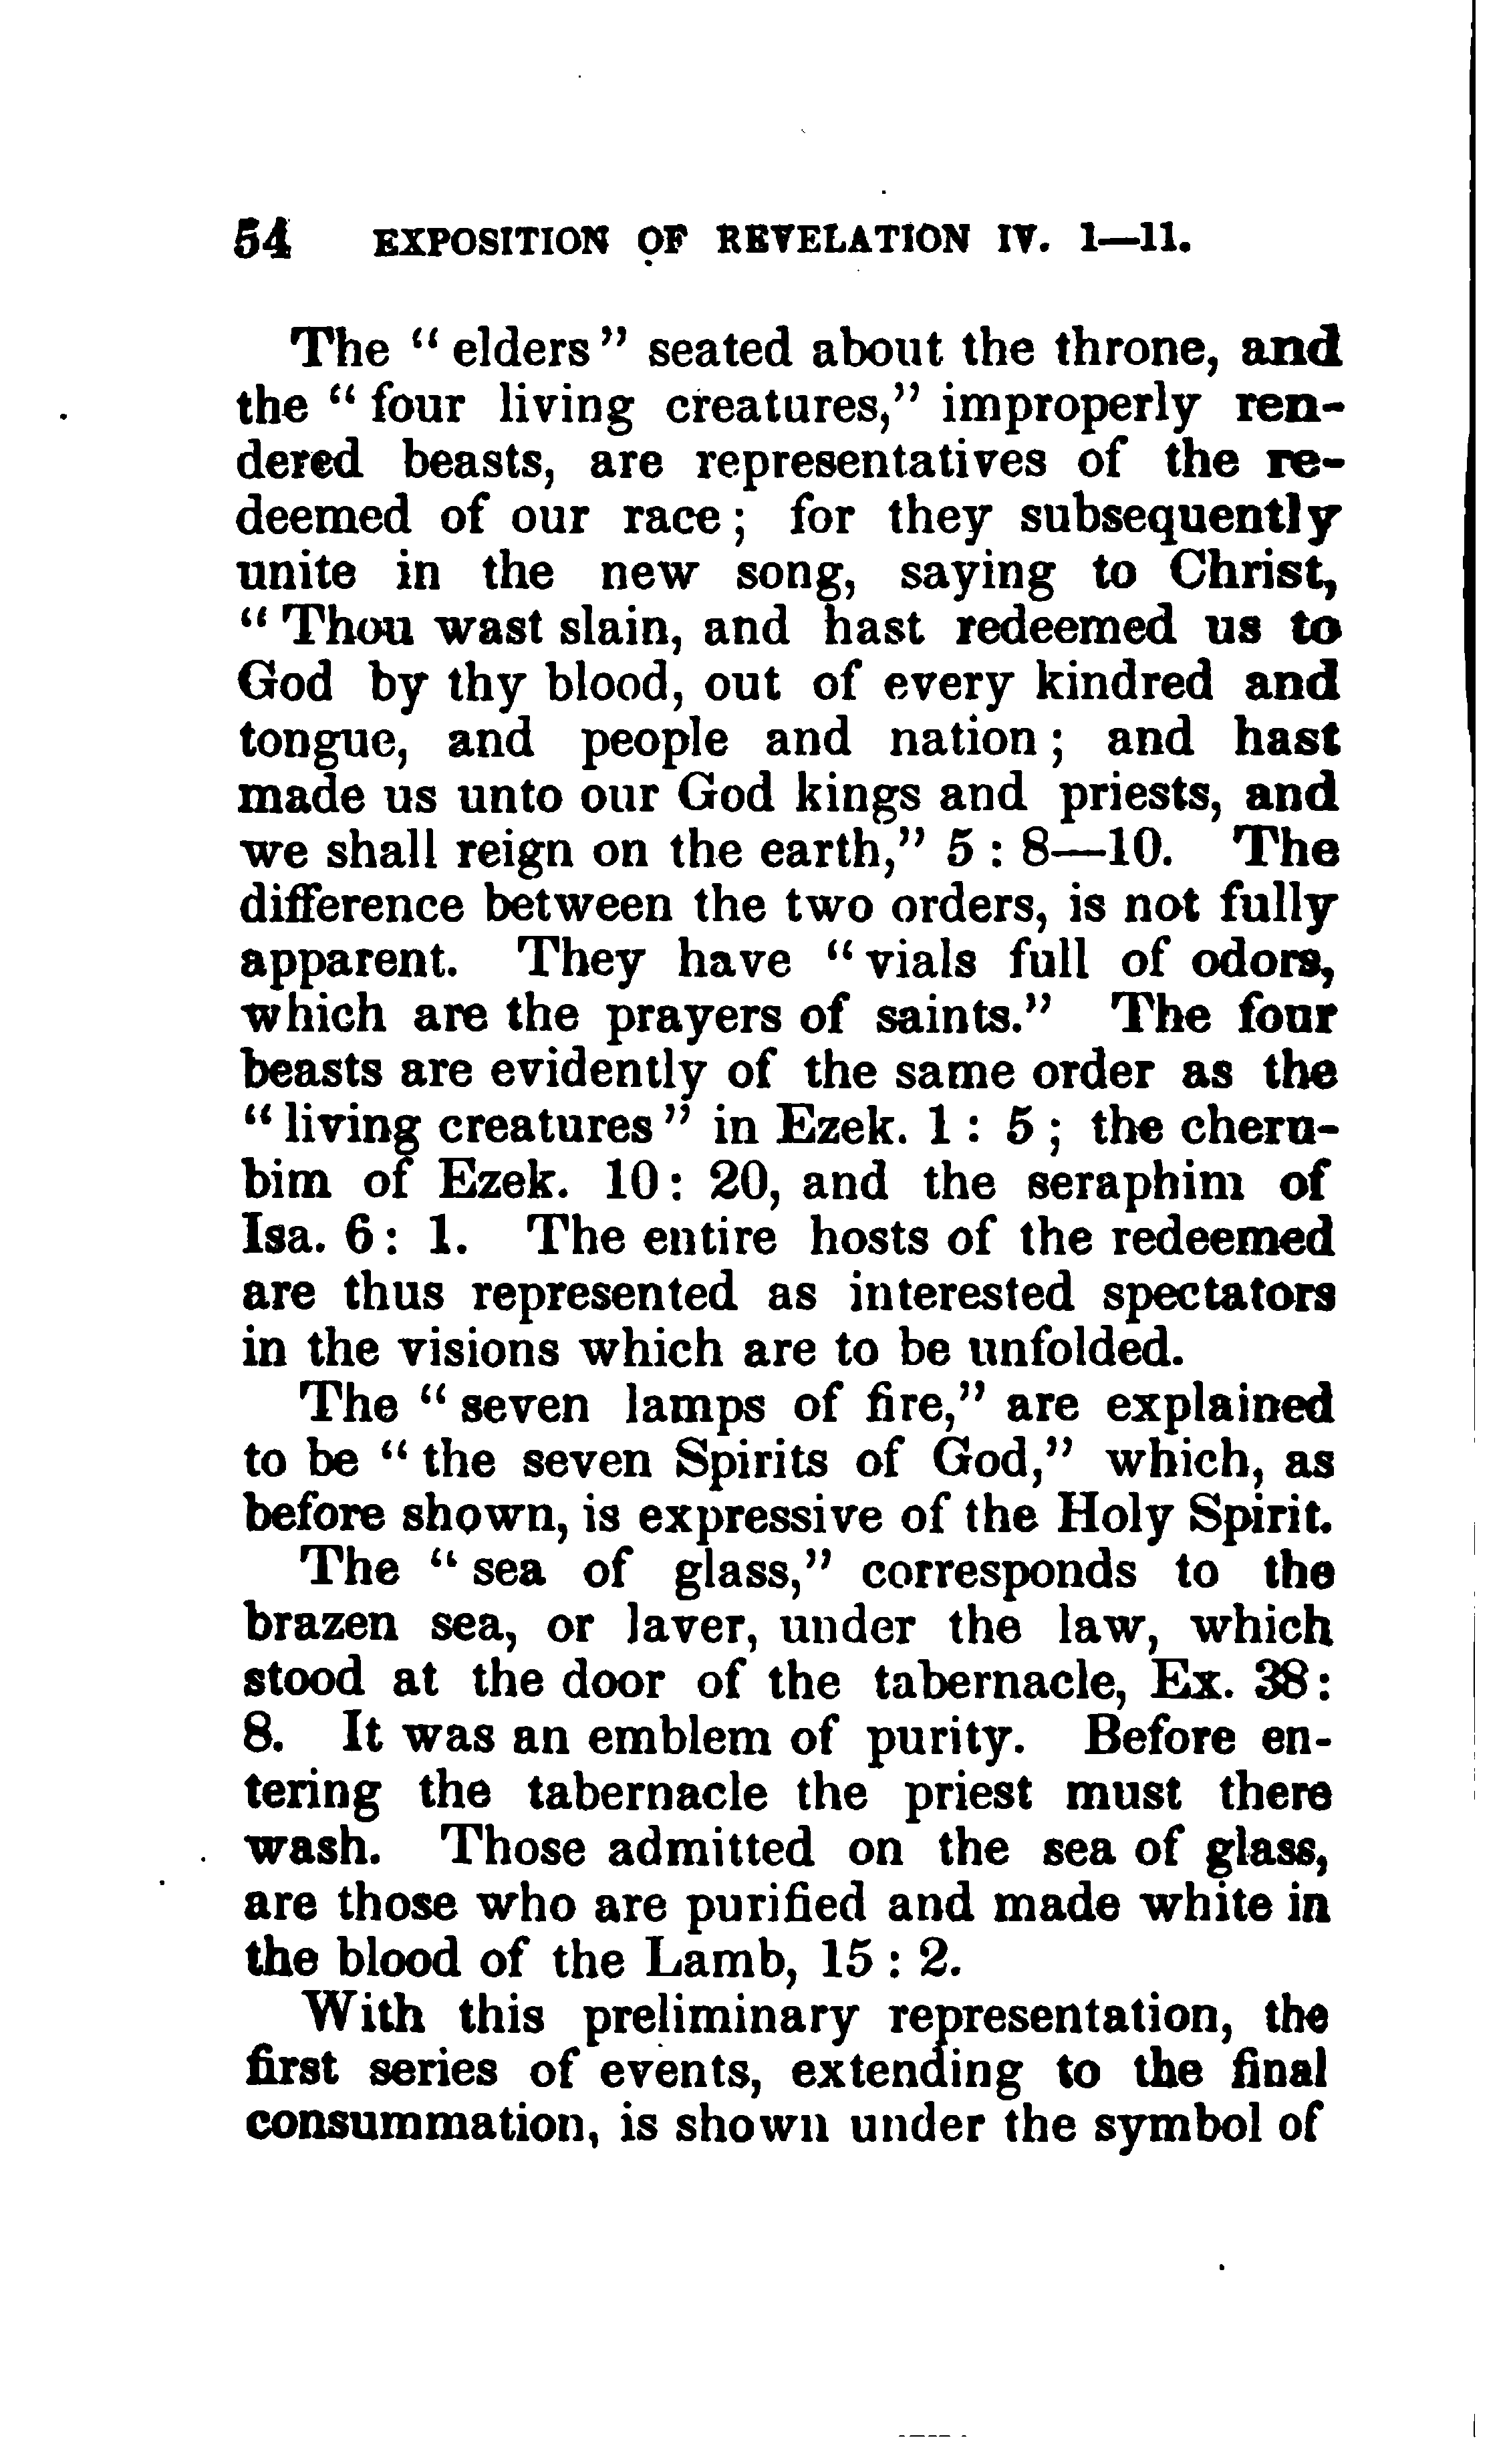 54 EXPOSITION OF REVELATION IV. 1—11.
The “ elders ” seated about the throne, and
the “ four living creatures,” improperly ren-
dered beasts, are representatives of the re-
deemed of our race ; for they subsequently
unite in the new song, saying to Christ,
“ Thou wast slain, and hast redeemed us to
God by thy blood, out of every kindred and
tongue, and people and nation ; and hast
made us unto our God kings and priests, and
we shall reign on the earth,” 5 : 8—10. The
difference between the two orders, is not fully
apparent. They have “ vials full of odors,
which are the prayers of saints.” The four
beasts are evidently of the same order as the
“ living creatures ” in Ezek. 1 : 5 ; the cheru-
bim of Ezek. 10 : 20, and the seraphim of
Isa. 6 : 1. The entire hosts of the redeemed
are thus represented as interested spectators
in the visions which are to be unfolded.
The “ seven lamps of fire,” are explained
to be “ the seven Spirits of God,” which, as
before shown, is expressive of the Holy Spirit.
The “ sea of glass,” corresponds to the
brazen sea, or laver, under the law, which
stood at the door of the tabernacle, Ex. 38 :
8. It was an emblem of purity. Before en-
tering the tabernacle the priest must there
wash. Those admitted on the sea of glass,
are those who are purified and made white in
the blood of the Lamb, 15 : 2.
With this preliminary representation, the
first series of events, extending to the final
consummation, is shown under the symbol of